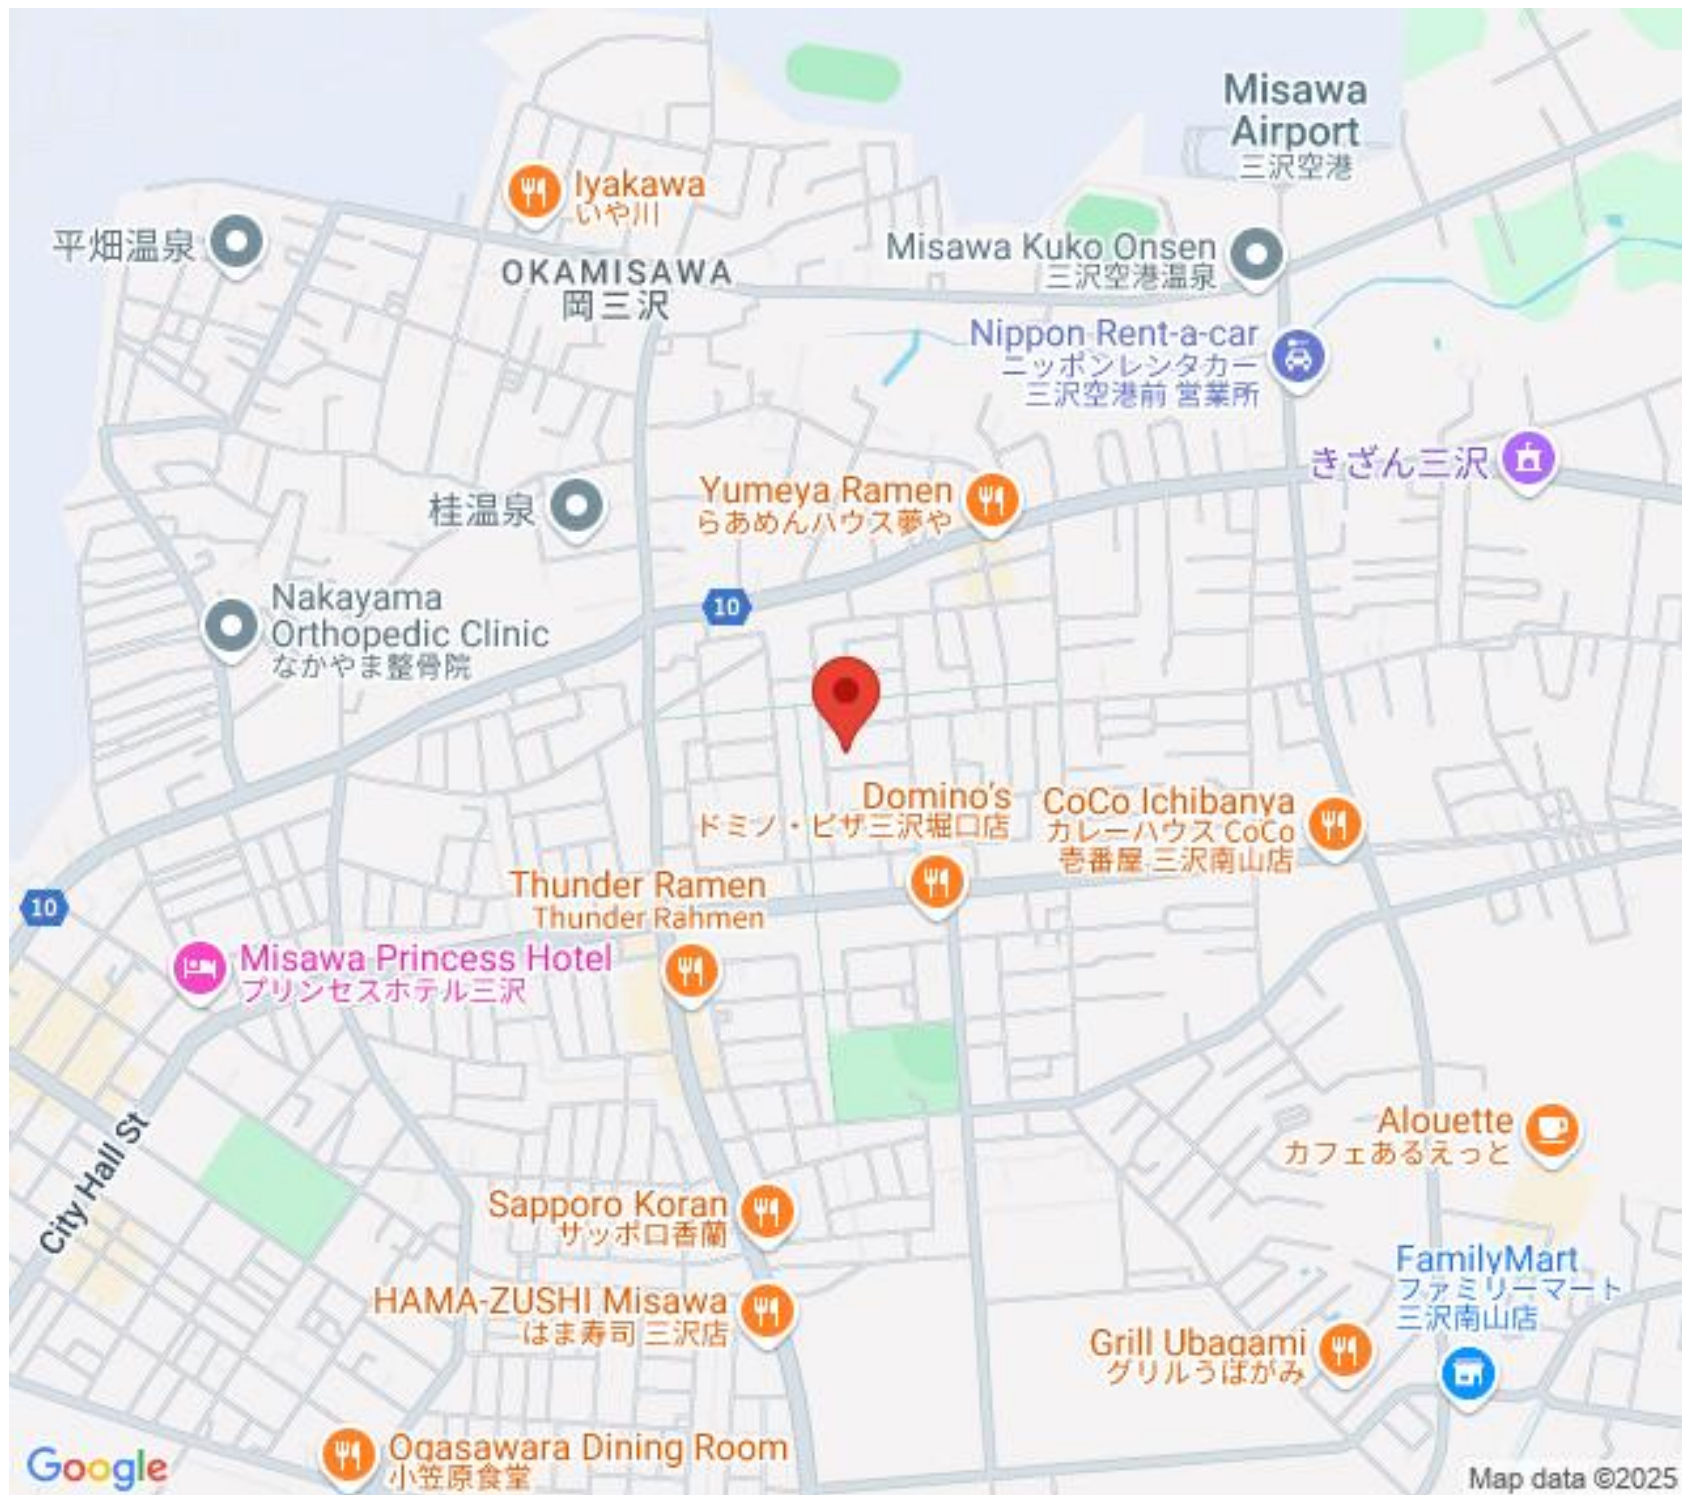 Misawa
Airport
三沢空港
Iyakawa
いや川
平畑温泉
OKAMISAWA
岡三沢
Misawa Kuko Onsen
三沢空港温泉
Nippon Rent-a-car
ニッポンレンタカー
三沢空港前 営業所
きざん三沢
Yumeya Ramen
らあめんハウス夢や
桂温泉
10
Nakayama
Orthopedic Clinic
なかやま整骨院
Domino's
ドミノ・ピザ三沢堀口店
CoCo Ichibanya
カレーハウス CoCo
壱番屋 三沢南山店
Thunder Ramen
Thunder Rahmen
10
Misawa Princess Hotel
プリンセスホテル三沢
City Hall St
Alouette
カフェあるえっと
Sapporo Koran
サッポロ香蘭
FamilyMart
ファミリーマート
三沢南山店
HAMA-ZUSHI Misawa
はま寿司 三沢店
Grill Ubagami
グリルうばがみ
Ogasawara Dining Room
小笠原食堂
Google
Map data ©2025